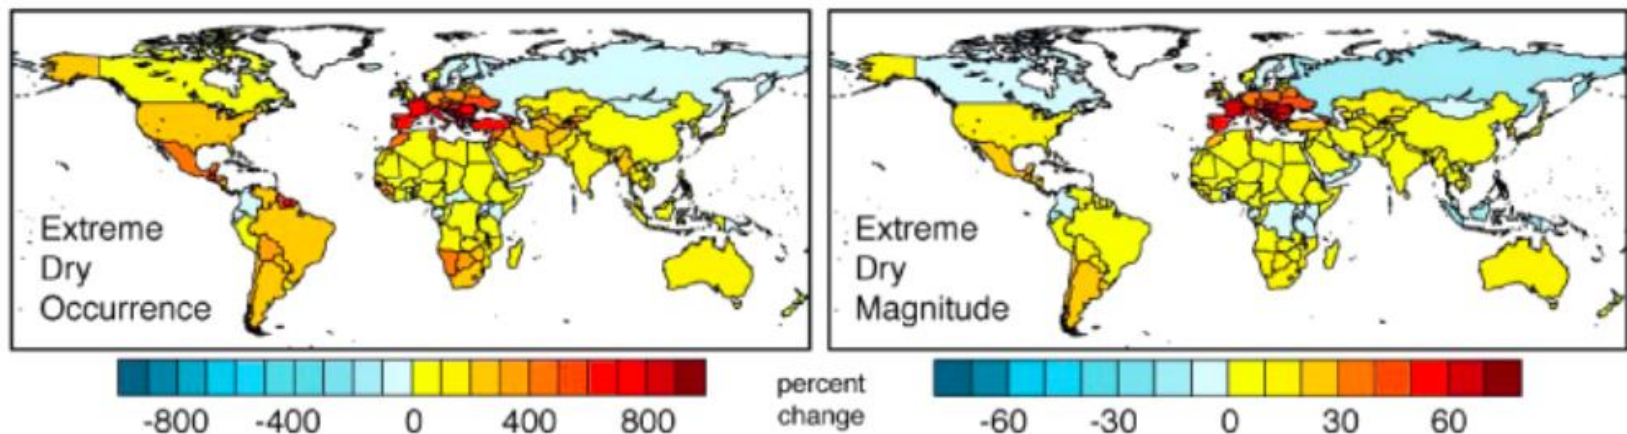 Extreme
Dry
Occurrence
Extreme
Dry
Magnitude
-800 -400 0 400 800
percent
change
-60 -30 0 30 60